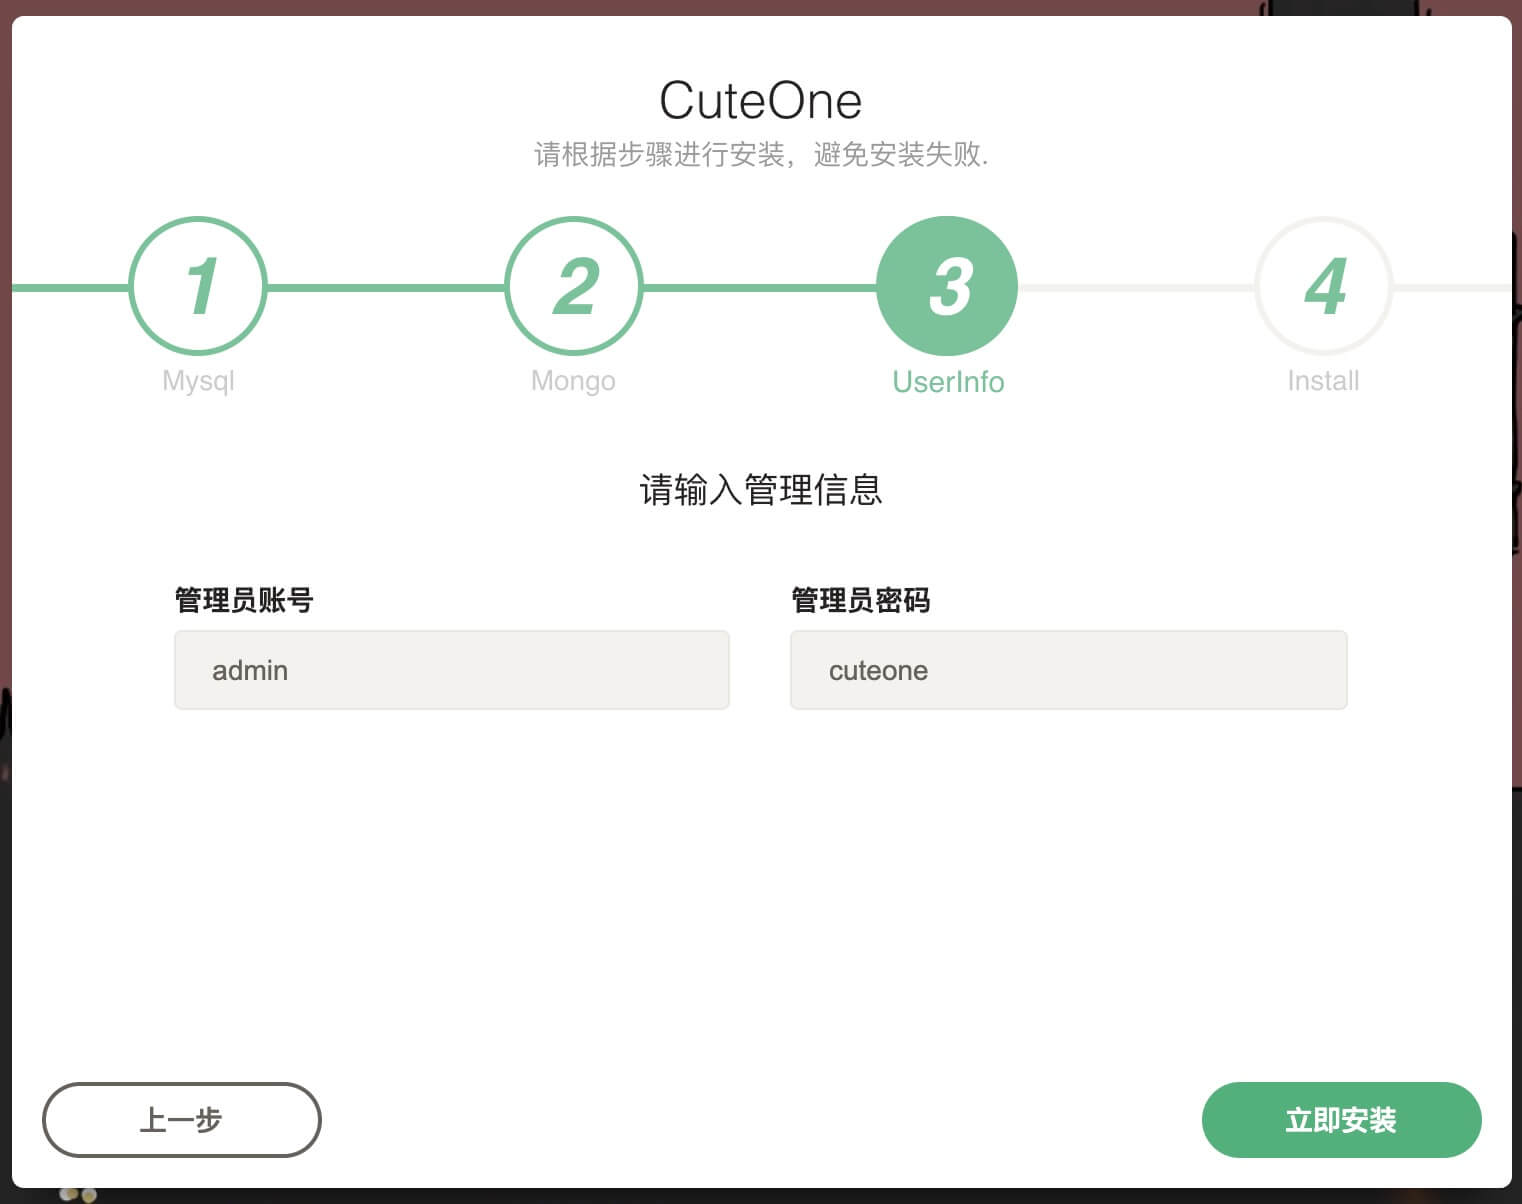 CuteOne
请根据步骤进行安装，避免安装失败.
1
2
3
4
Mysql
Mongo
UserInfo
Install
请输入管理信息
管理员账号
管理员密码
admin
cuteone
上一步
立即安装